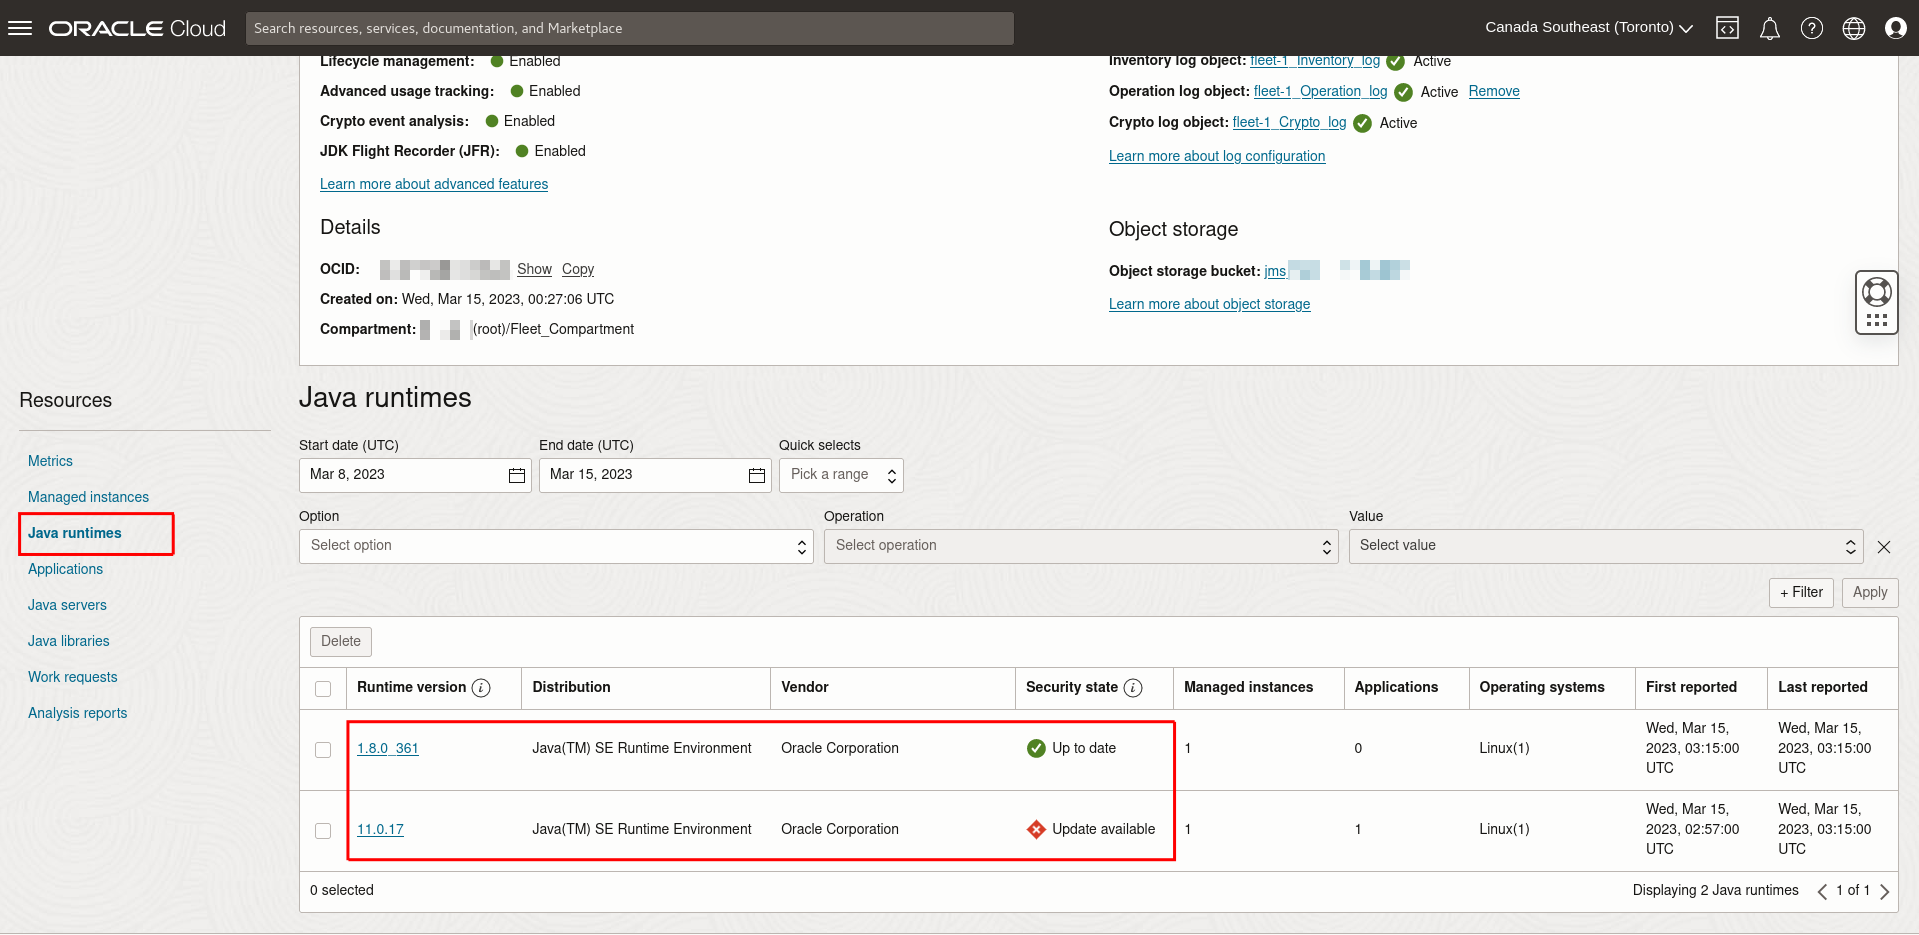 ORACLE Cloud
Search resources, services, documentation, and Marketplace
Canada Southeast (Toronto)
Lifecycle management: Enabled
Advanced usage tracking: Enabled
Crypto event analysis: Enabled
JDK Flight Recorder (JFR): Enabled
Learn more about advanced features
Inventory log object: fleet-1_Inventory_log Active
Operation log object: fleet-1_Operation_log Active Remove
Crypto log object: fleet-1_Crypto_log Active
Learn more about log configuration
Details
OCID: Show Copy
Created on: Wed, Mar 15, 2023, 00:27:06 UTC
Compartment: (root)/Fleet_Compartment
Object storage
Object storage bucket: jms
Learn more about object storage
Resources
Metrics
Managed instances
Java runtimes
Applications
Java servers
Java libraries
Work requests
Analysis reports
Java runtimes
Start date (UTC) End date (UTC) Quick selects
Mar 8, 2023 Mar 15, 2023 Pick a range
Option Operation Value
Select option Select operation Select value
+ Filter Apply
Delete
Runtime version Distribution Vendor Security state Managed instances Applications Operating systems First reported Last reported
1.8.0_361 Java(TM) SE Runtime Environment Oracle Corporation Up to date 1 0 Linux(1) Wed, Mar 15, 2023, 03:15:00 UTC Wed, Mar 15, 2023, 03:15:00 UTC
11.0.17 Java(TM) SE Runtime Environment Oracle Corporation Update available 1 1 Linux(1) Wed, Mar 15, 2023, 02:57:00 UTC Wed, Mar 15, 2023, 03:15:00 UTC
0 selected Displaying 2 Java runtimes 1 of 1